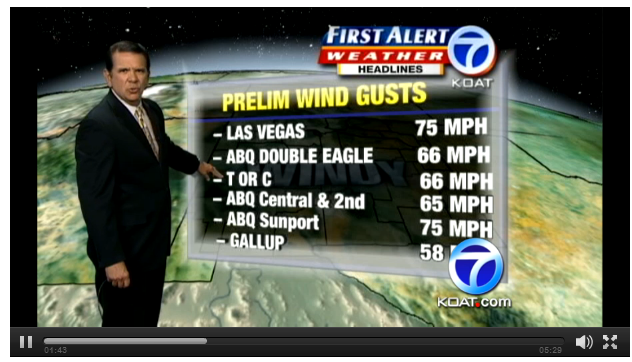 FIRST ALERT
WEATHER
HEADLINES
7
KOAT
PRELIM WIND GUSTS
– LAS VEGAS 75 MPH
– ABQ DOUBLE EAGLE 66 MPH
– T OR C 66 MPH
– ABQ Central & 2nd 65 MPH
– ABQ Sunport 75 MPH
– GALLUP 58
WINDY
7
KOAT.com
01:43 05:29